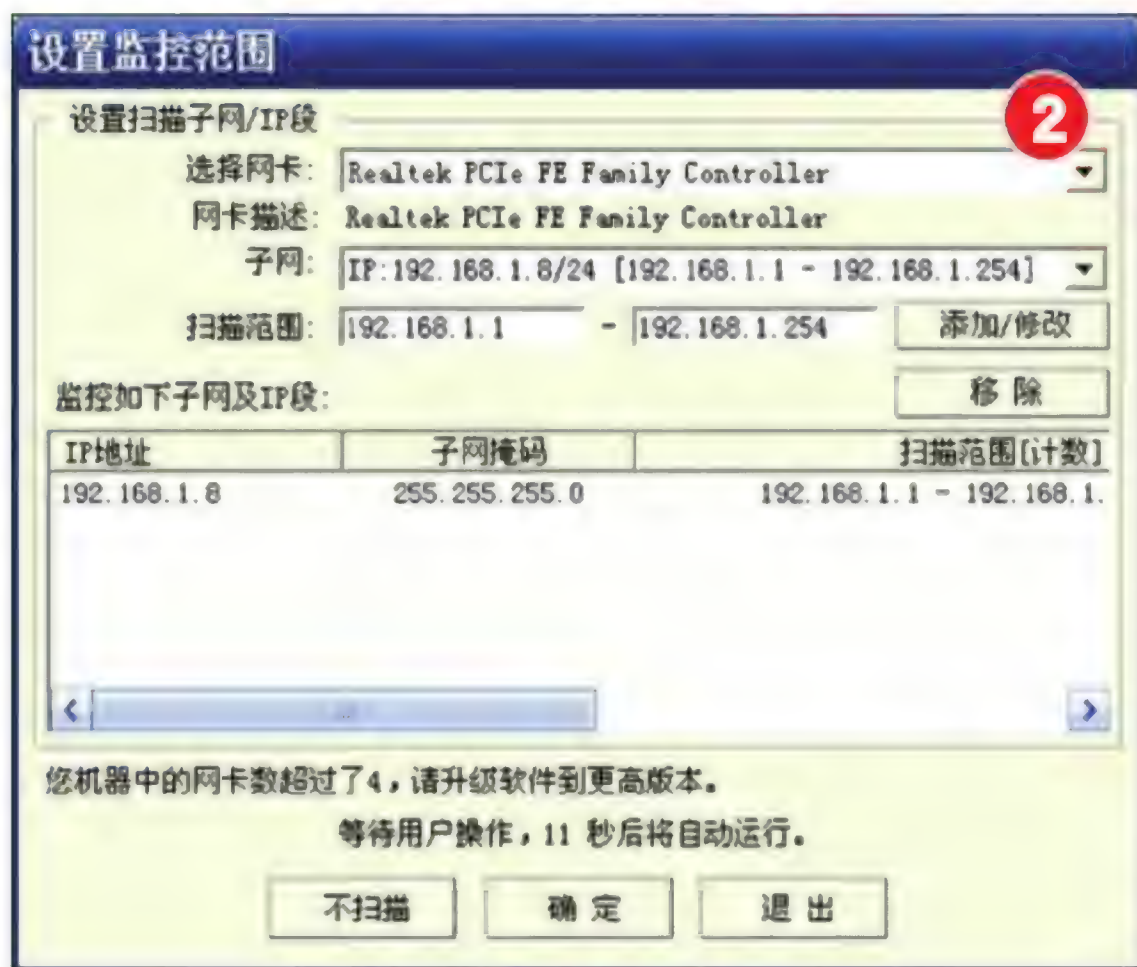 设置监控范围
2
设置扫描子网/IP段
选择网卡: Realtek PCIe FE Family Controller
网卡描述: Realtek PCIe FE Family Controller
子网: IP:192.168.1.8/24 [192.168.1.1 - 192.168.1.254]
扫描范围: 192.168.1.1 - 192.168.1.254 添加/修改
监控如下子网及IP段: 移 除
IP地址 子网掩码 扫描范围[计数]
192.168.1.8 255.255.255.0 192.168.1.1 - 192.168.1.
您机器中的网卡数超过了4，请升级软件到更高版本。
等待用户操作，11 秒后将自动运行。
不扫描 确 定 退 出